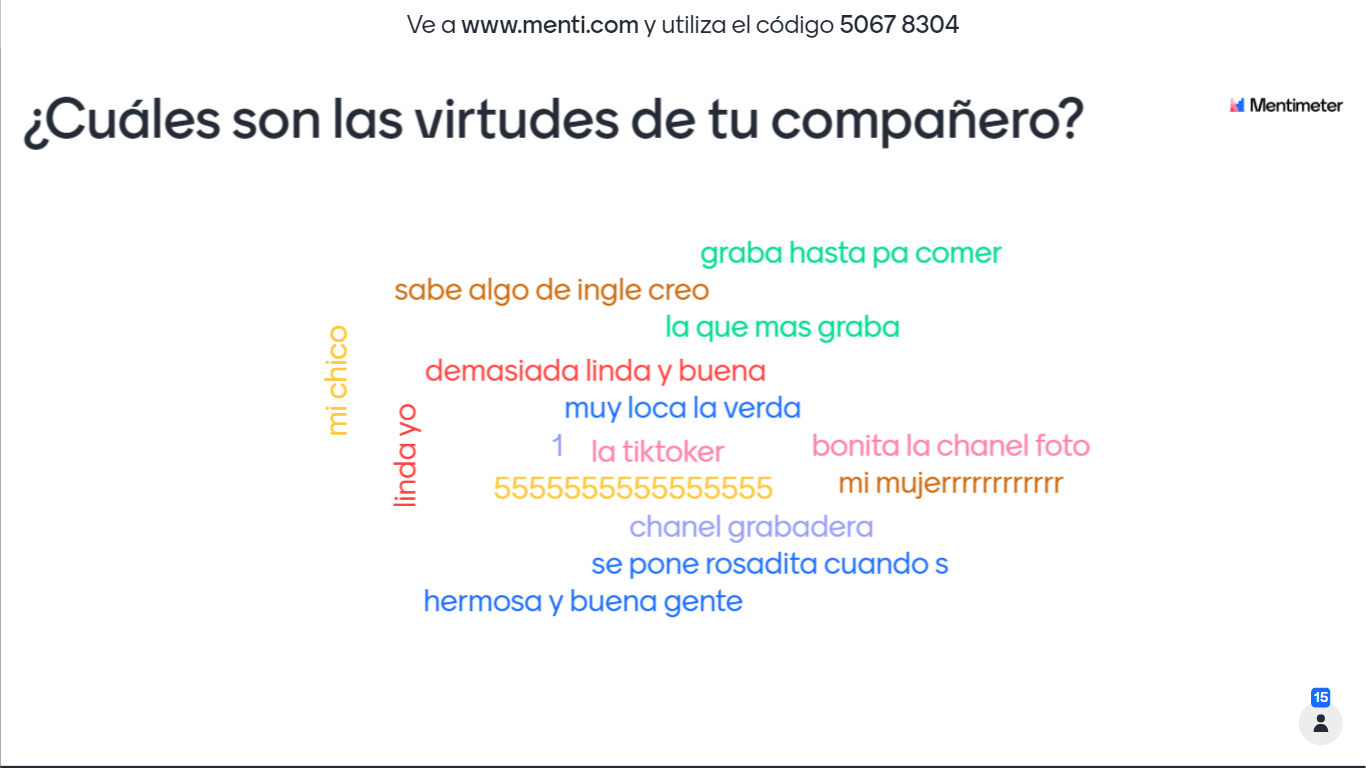 Ve a www.menti.com y utiliza el código 5067 8304
¿Cuáles son las virtudes de tu compañero?
Mentimeter
graba hasta pa comer
sabe algo de ingle creo
la que mas graba
mi chico
demasiada linda y buena
muy loca la verda
linda yo
1
la tiktoker
bonita la chanel foto
5555555555555555
mi mujerrrrrrrrrrrr
chanel grabadera
se pone rosadita cuando s
hermosa y buena gente
15